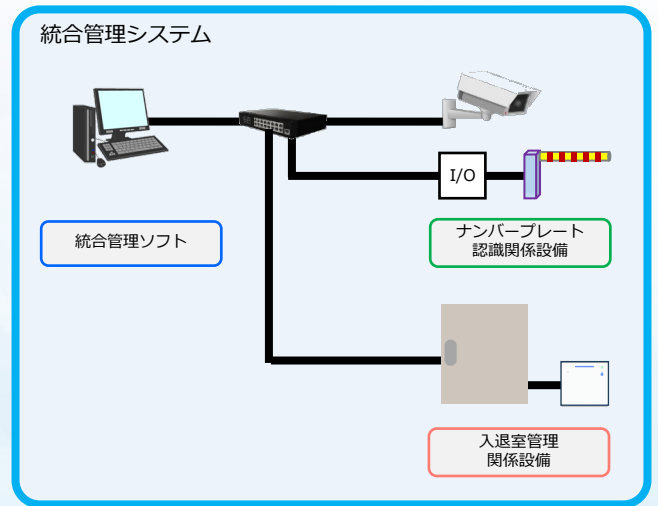 統合管理システム
I/O
統合管理ソフト
ナンバープレート
認識関係設備
入退室管理
関係設備